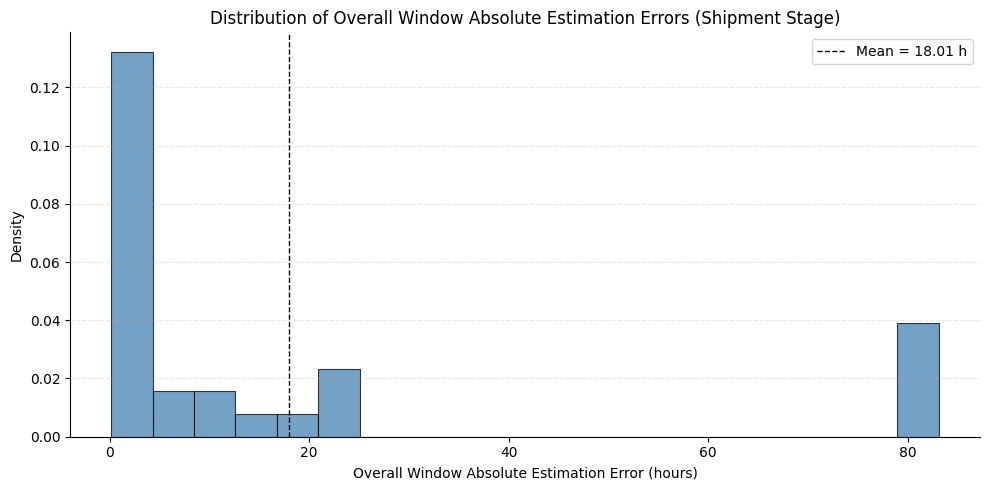 Distribution of Overall Window Absolute Estimation Errors (Shipment Stage)
Mean = 18.01 h
Density
0.12
0.10
0.08
0.06
0.04
0.02
0.00
0 20 40 60 80
Overall Window Absolute Estimation Error (hours)